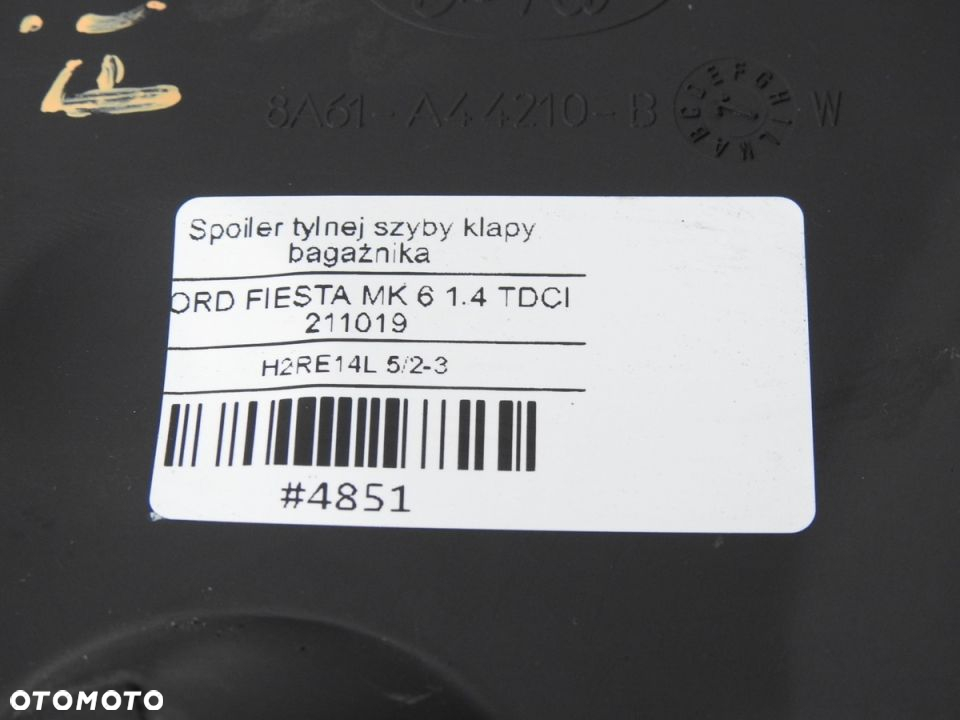 8A61-A44210-B W
Spoiler tylnej szyby klapy
bagażnika
ORD FIESTA MK 6 1.4 TDCI
211019
H2RE14L 5/2-3
#4851
OTOMOTO